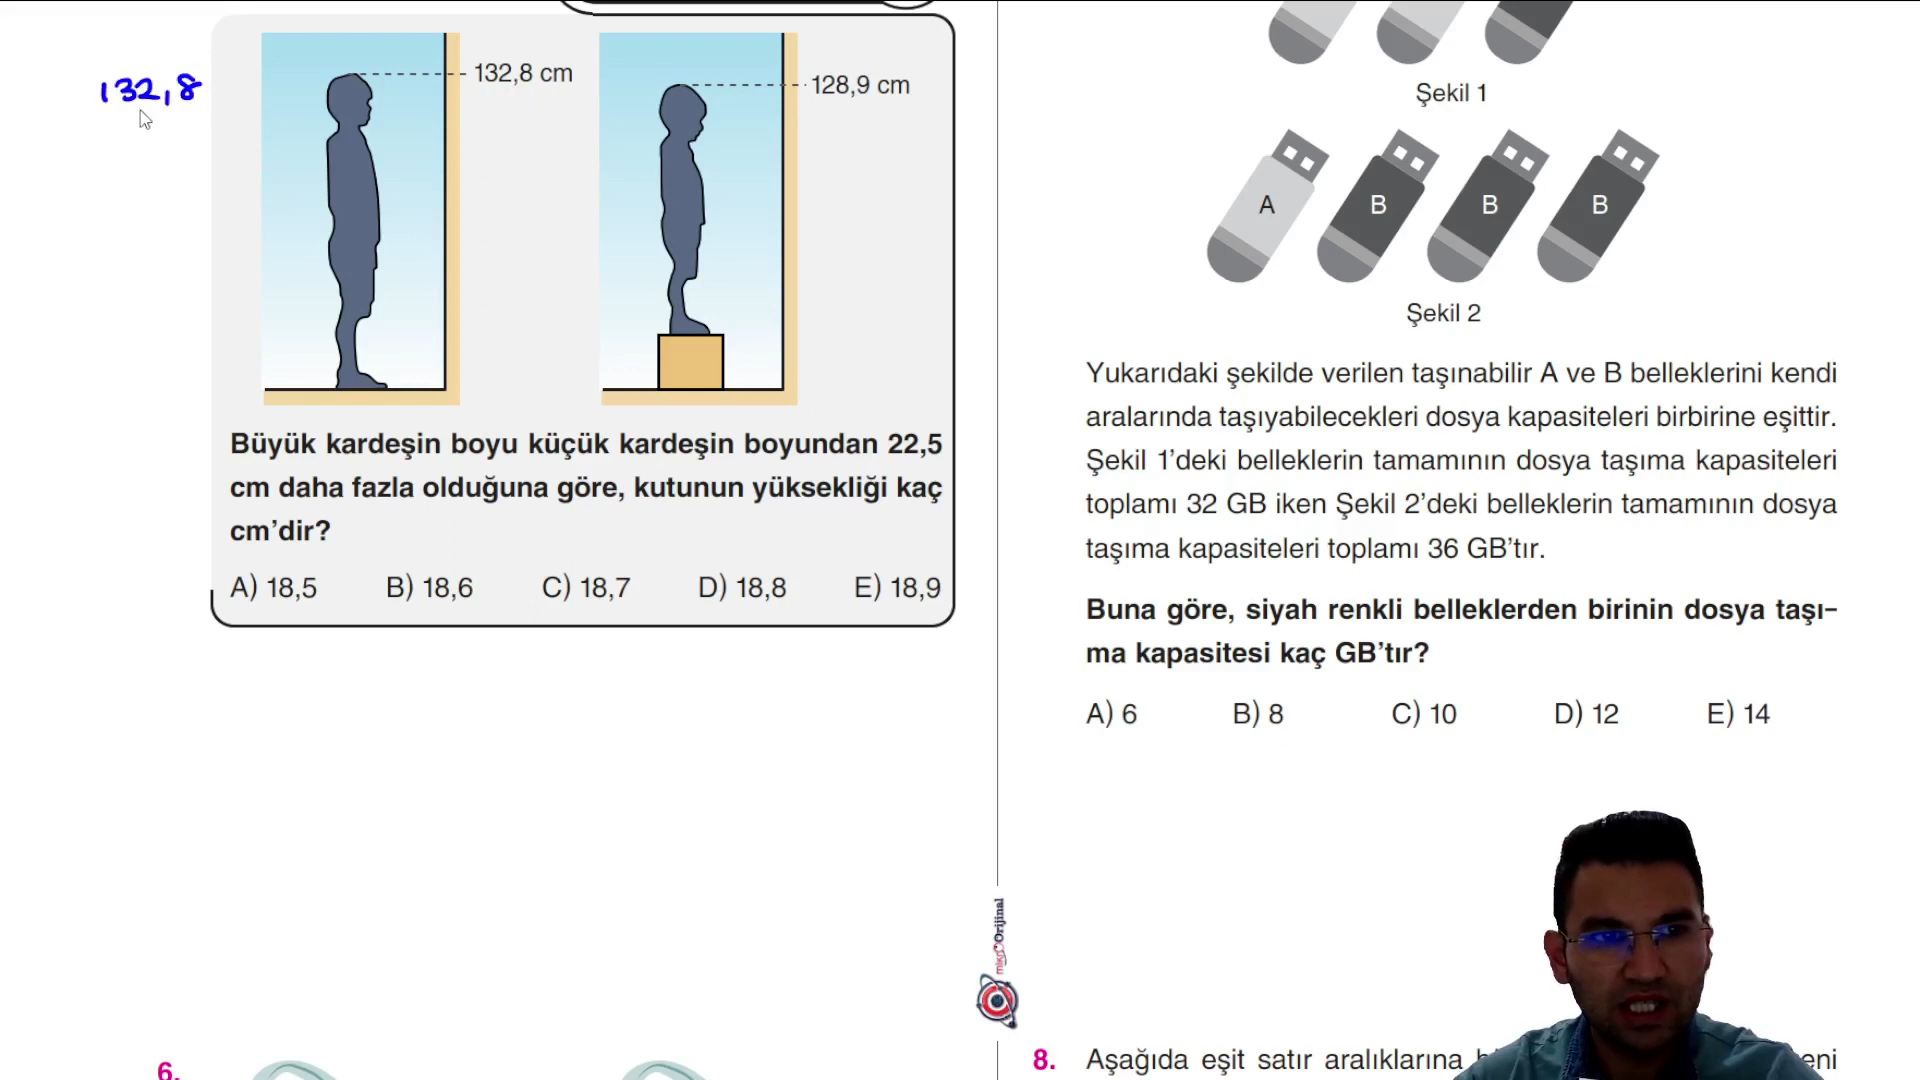 132,8
132,8 cm
128,9 cm
Büyük kardeşin boyu küçük kardeşin boyundan 22,5
cm daha fazla olduğuna göre, kutunun yüksekliği kaç
cm’dir?
A) 18,5 B) 18,6 C) 18,7 D) 18,8 E) 18,9
6.
mikro Orijinal
Şekil 1
A B B B
Şekil 2
Yukarıdaki şekilde verilen taşınabilir A ve B belleklerini kendi
aralarında taşıyabilecekleri dosya kapasiteleri birbirine eşittir.
Şekil 1’deki belleklerin tamamının dosya taşıma kapasiteleri
toplamı 32 GB iken Şekil 2’deki belleklerin tamamının dosya
taşıma kapasiteleri toplamı 36 GB’tır.
Buna göre, siyah renkli belleklerden birinin dosya taşı-
ma kapasitesi kaç GB’tır?
A) 6 B) 8 C) 10 D) 12 E) 14
8. Aşağıda eşit satır aralıklarına